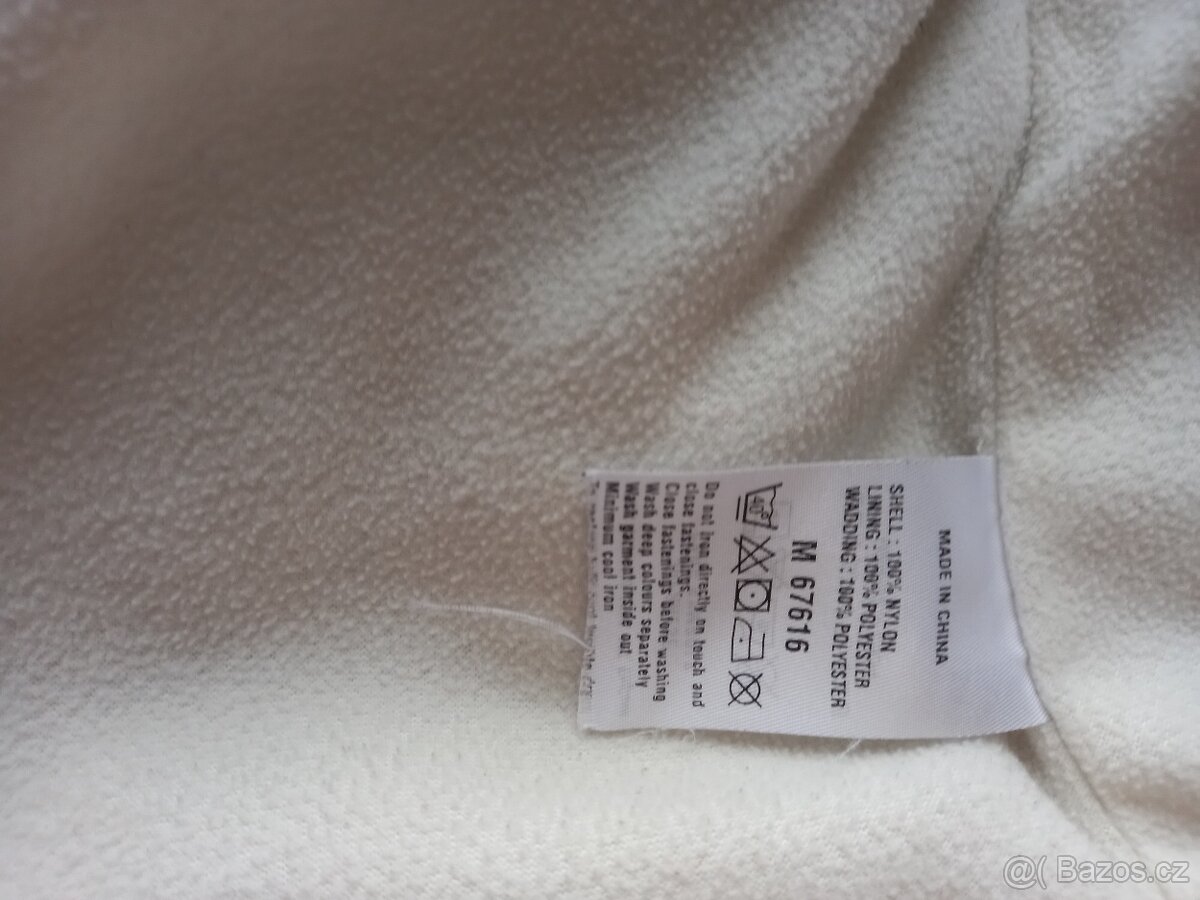 MADE IN CHINA
SHELL : 100% NYLON
LINING : 100% POLYESTER
WADDING : 100% POLYESTER
M 67616
40°
Do not iron directly on touch and
close fastenings.
Close fastenings before washing
Wash deep colours separately
Wash garment inside out
Minimum cool iron
@( Bazos.cz